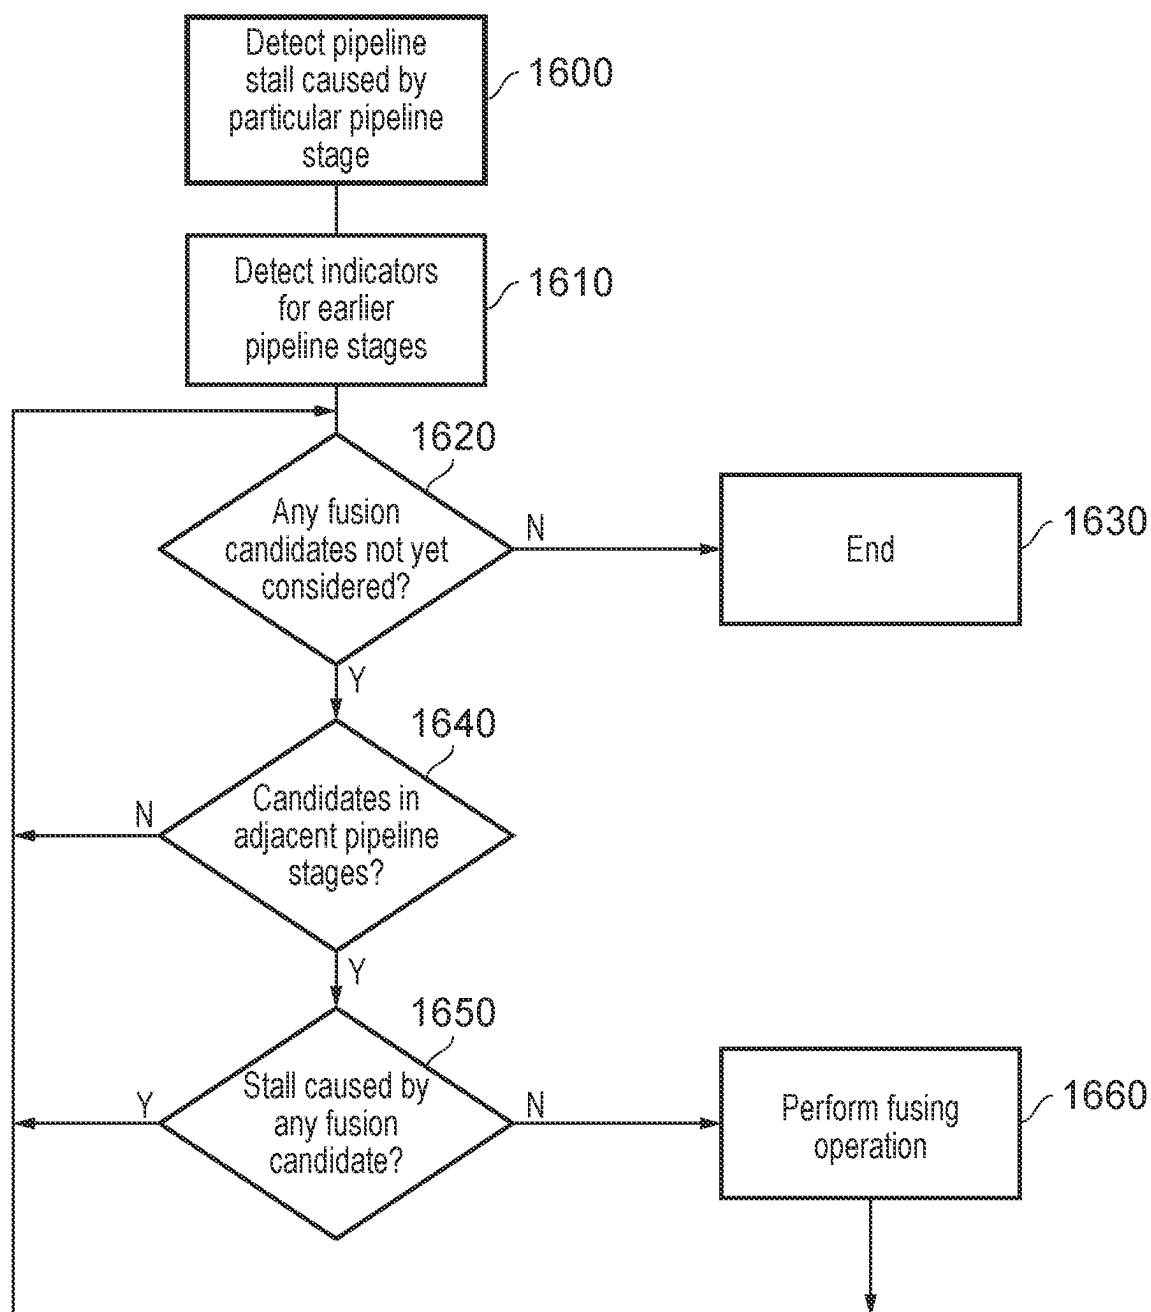 Detect pipeline
stall caused by
particular pipeline
stage
1600
Detect indicators
for earlier
pipeline stages
1610
1620
Any fusion
candidates not yet
considered?
N
End
1630
Y
1640
Candidates in
adjacent pipeline
stages?
N
Y
1650
Stall caused by
any fusion
candidate?
Y
N
Perform fusing
operation
1660